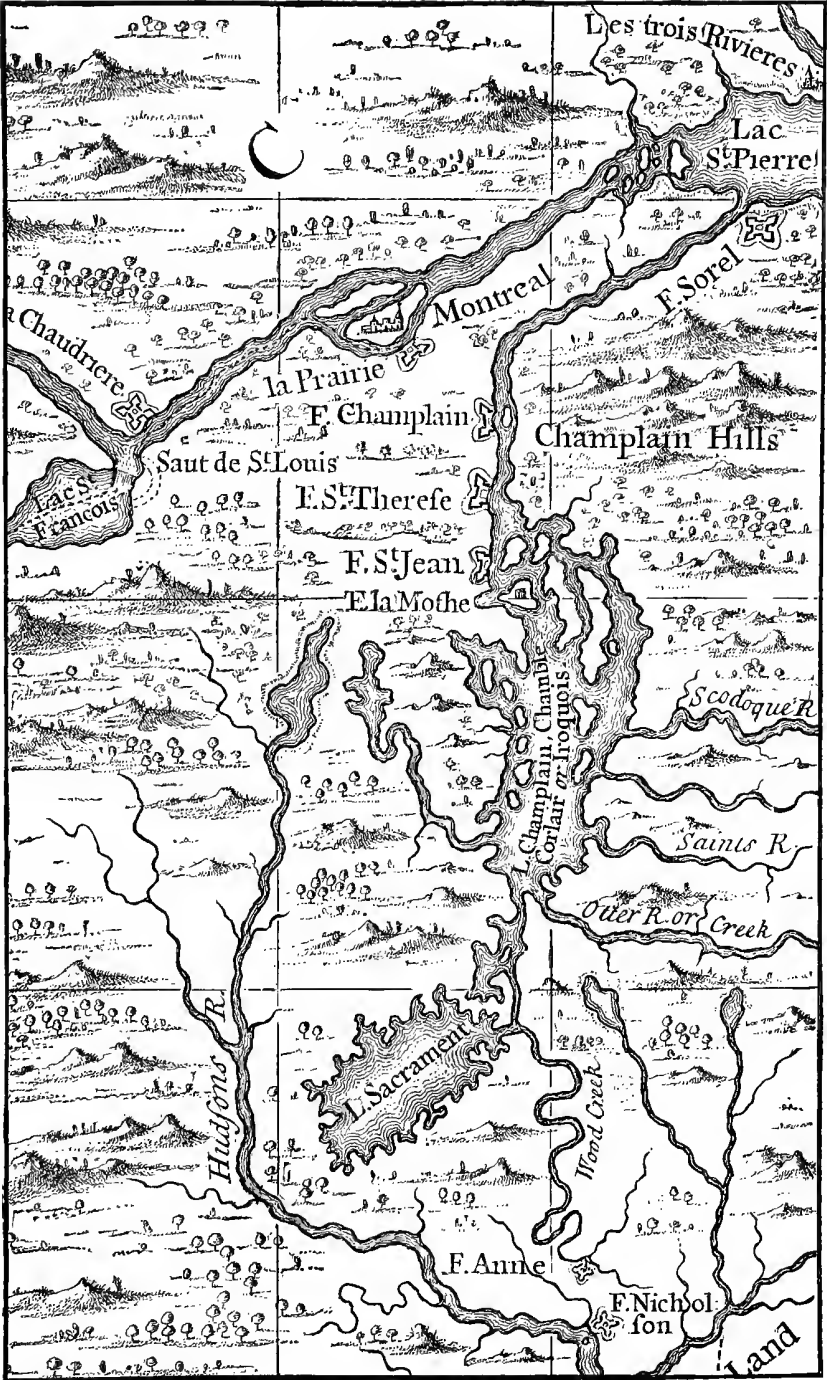 Les trois Rivieres
Lac
St. Pierre
C
F. Sorel
Montreal
a Chaudriere
la Prairie
F. Champlain
Champlain Hills
Saut de St. Louis
Lac St
Francois
F. St. Therese
F. St. Jean
F. la Mothe
L. Champlain, Chamble
Corlair or Iroquois
Scodoque R
Saints R.
Otter R. or Creek
Hudsons R.
L. Sacrament
Wood Creek
F. Anne
F. Nichol
son
Land